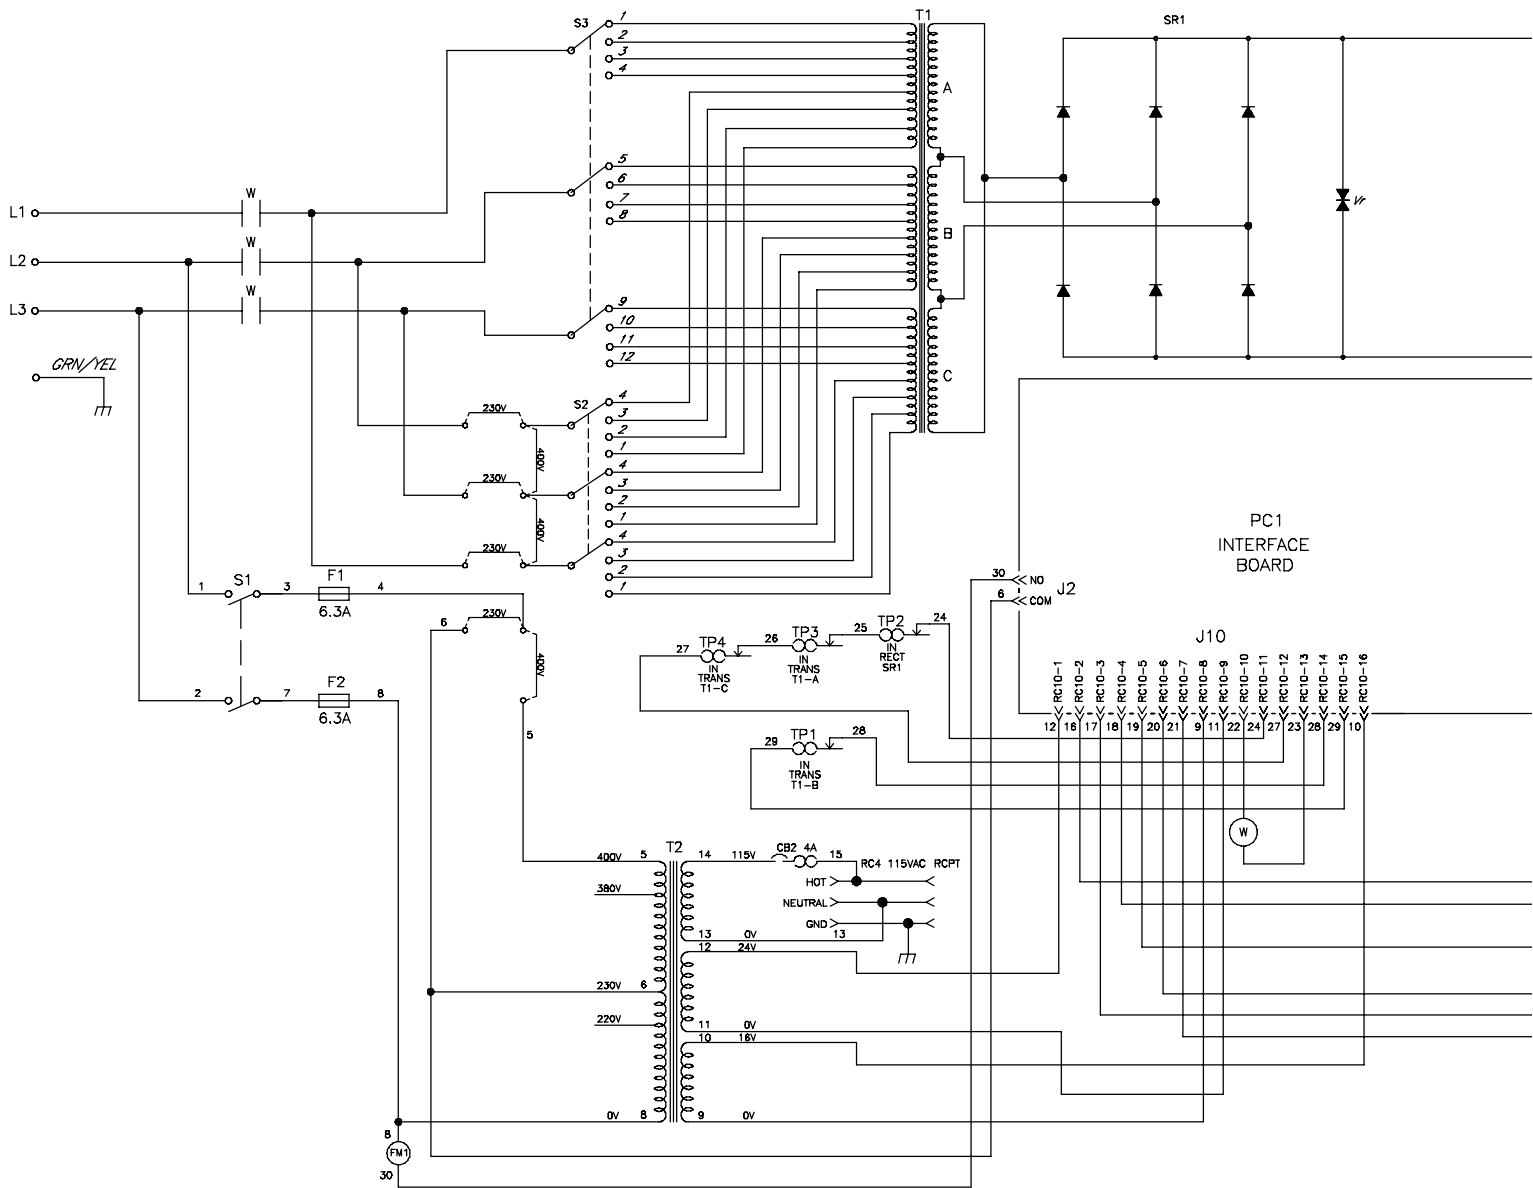 S3
1
2
3
4
T1
SR1
A
5
6
7
8
W
L1
W
L2
W
L3
B
Vr
9
10
11
12
GRN/YEL
C
S2
230V
4
3
2
1
400V
230V
4
3
2
1
400V
230V
4
3
2
1
PC1
INTERFACE
BOARD
1
S1
3
F1
4
6.3A
30
NO
6
COM
J2
6
230V
400V
2
7
F2
8
6.3A
5
27
TP4
IN
TRANS
T1-C
26
TP3
IN
TRANS
T1-A
25
TP2
IN
RECT
SR1
24
J10
RC10-1
RC10-2
RC10-3
RC10-4
RC10-5
RC10-6
RC10-7
RC10-8
RC10-9
RC10-10
RC10-11
RC10-12
RC10-13
RC10-14
RC10-15
RC10-16
12
16
17
18
19
20
21
9
11
22
24
27
23
28
29
10
29
TP1
28
IN
TRANS
T1-B
W
T2
400V
5
14
115V
CB2 4A
15
RC4 115VAC RCPT
380V
HOT
NEUTRAL
GND
13
0V
13
12
24V
230V
6
220V
11
0V
10
16V
0V
8
9
0V
8
FM1
30